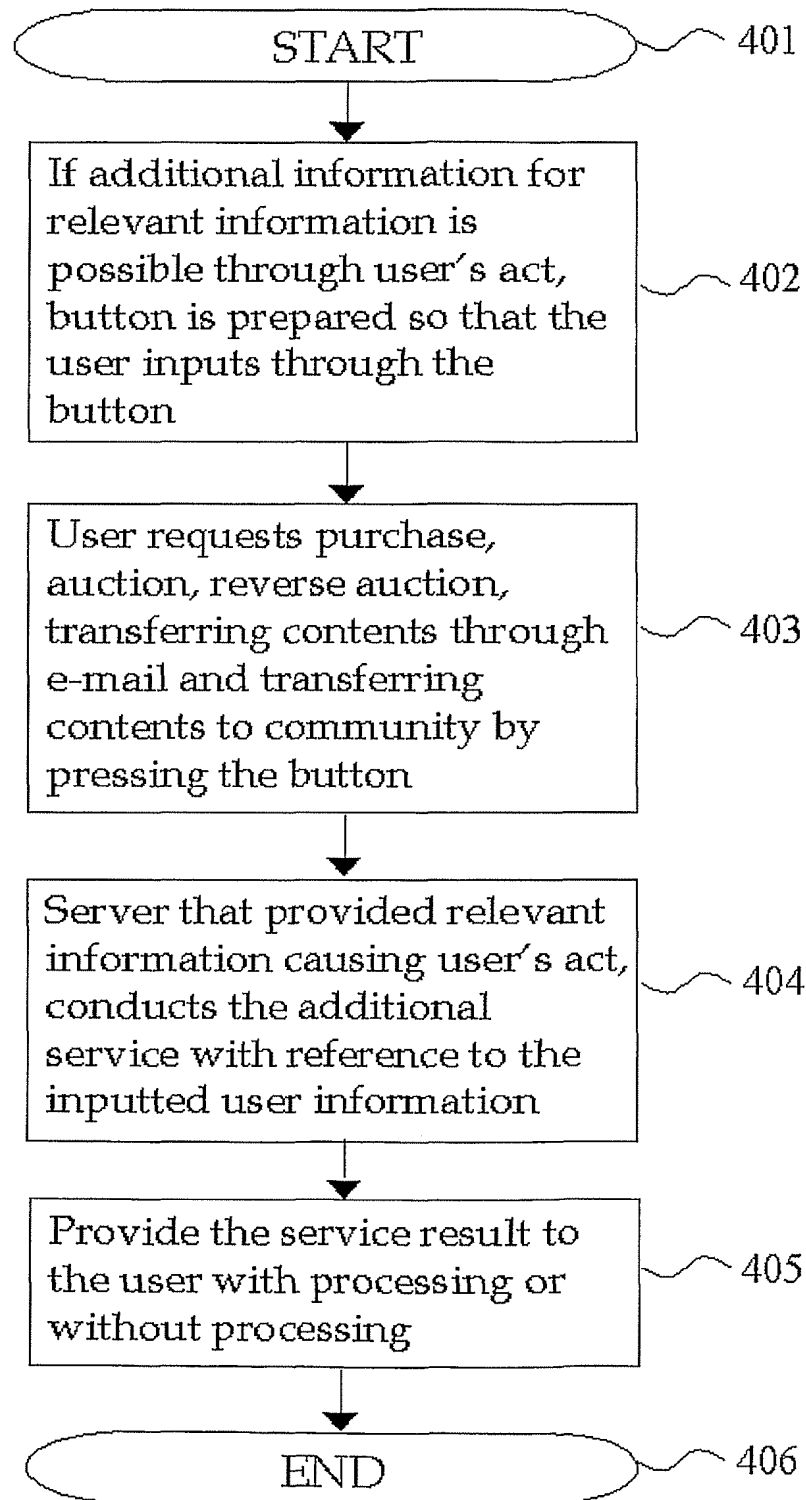 START
401
If additional information for
relevant information is
possible through user's act,
button is prepared so that the
user inputs through the
button
402
User requests purchase,
auction, reverse auction,
transferring contents through
e-mail and transferring
contents to community by
pressing the button
403
Server that provided relevant
information causing user's act,
conducts the additional
service with reference to the
inputted user information
404
Provide the service result to
the user with processing or
without processing
405
END
406